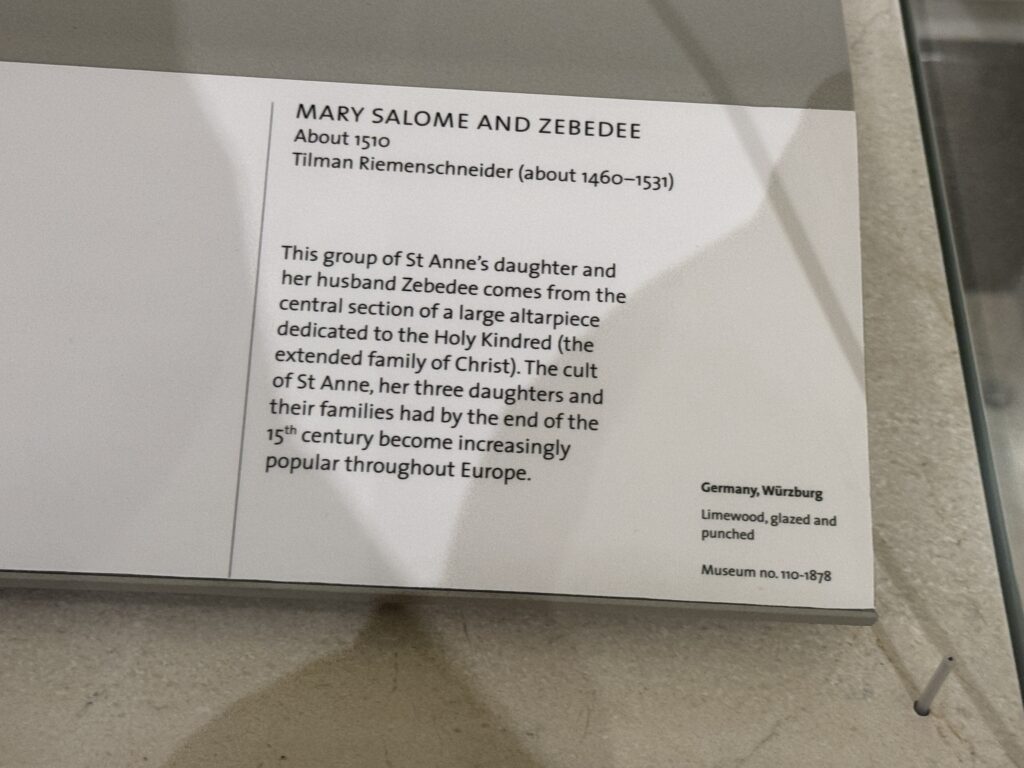 MARY SALOME AND ZEBEDEE
About 1510
Tilman Riemenschneider (about 1460–1531)
This group of St Anne's daughter and
her husband Zebedee comes from the
central section of a large altarpiece
dedicated to the Holy Kindred (the
extended family of Christ). The cult
of St Anne, her three daughters and
their families had by the end of the
15th century become increasingly
popular throughout Europe.
Germany, Würzburg
Limewood, glazed and
punched
Museum no. 110-1878